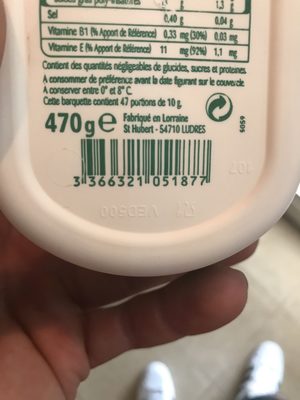 1,3 g
Sel 0,40 g 0,04 g
Vitamine B1 (% Apport de Référence) 0,33 mg (30%) 0,03 mg
Vitamine E (% Apport de Référence) 11 mg (92%) 1,1 mg
Contient des quantités négligeables de glucides, sucres et protéines.
A consommer de préférence avant la date figurant sur le couvercle.
A conserver entre 0° et 8° C.
Cette barquette contient 47 portions de 10 g.
470g e Fabriqué en Lorraine
St Hubert - 54710 LUDRES
5059
3 366321 051877